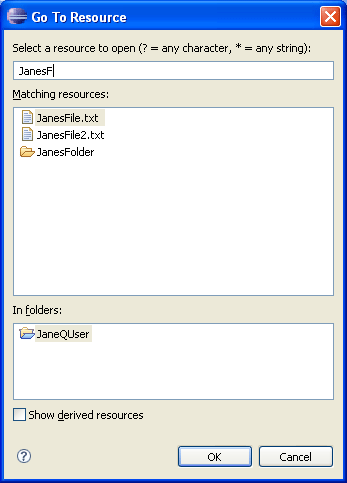 Go To Resource
Select a resource to open (? = any character, * = any string):
JanesF
Matching resources:
JanesFile.txt
JanesFile2.txt
JanesFolder
In folders:
JaneQUser
Show derived resources
?
OK
Cancel